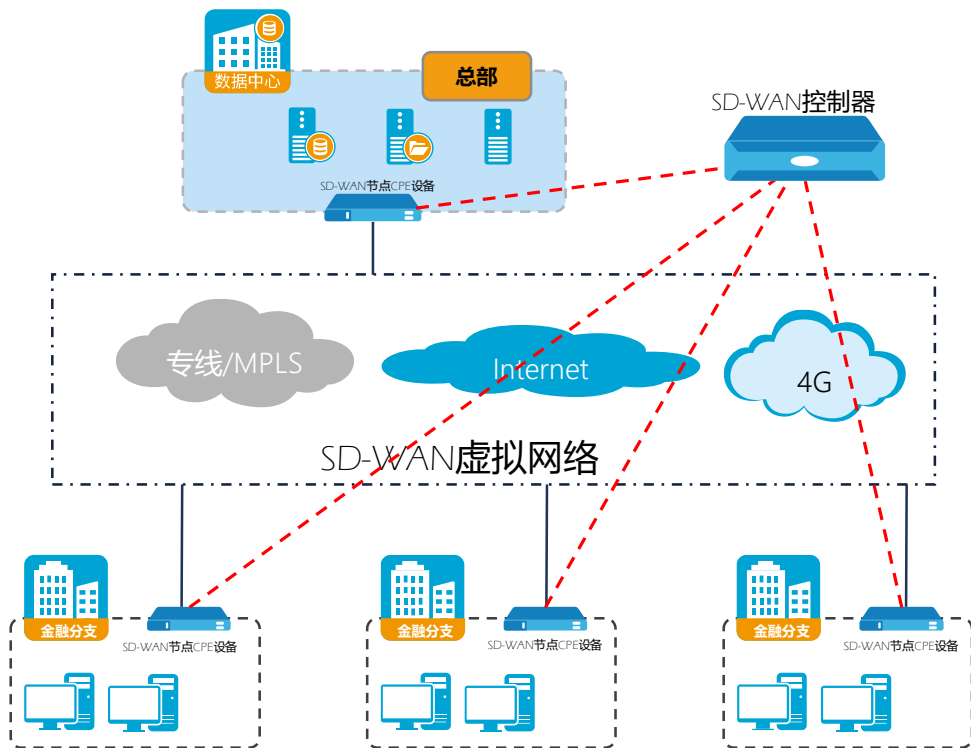 数据中心
总部
SD-WAN控制器
SD-WAN节点CPE设备
专线/MPLS
Internet
4G
SD-WAN虚拟网络
金融分支
SD-WAN节点CPE设备
金融分支
SD-WAN节点CPE设备
金融分支
SD-WAN节点CPE设备